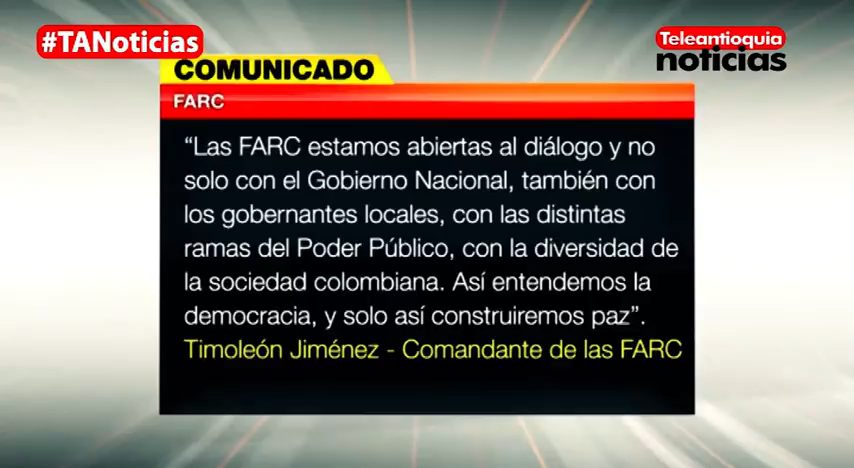 #TANoticias
Teleantioquia
noticias
COMUNICADO
FARC
“Las FARC estamos abiertas al diálogo y no
solo con el Gobierno Nacional, también con
los gobernantes locales, con las distintas
ramas del Poder Público, con la diversidad de
la sociedad colombiana. Así entendemos la
democracia, y solo así construiremos paz”.
Timoleón Jiménez - Comandante de las FARC